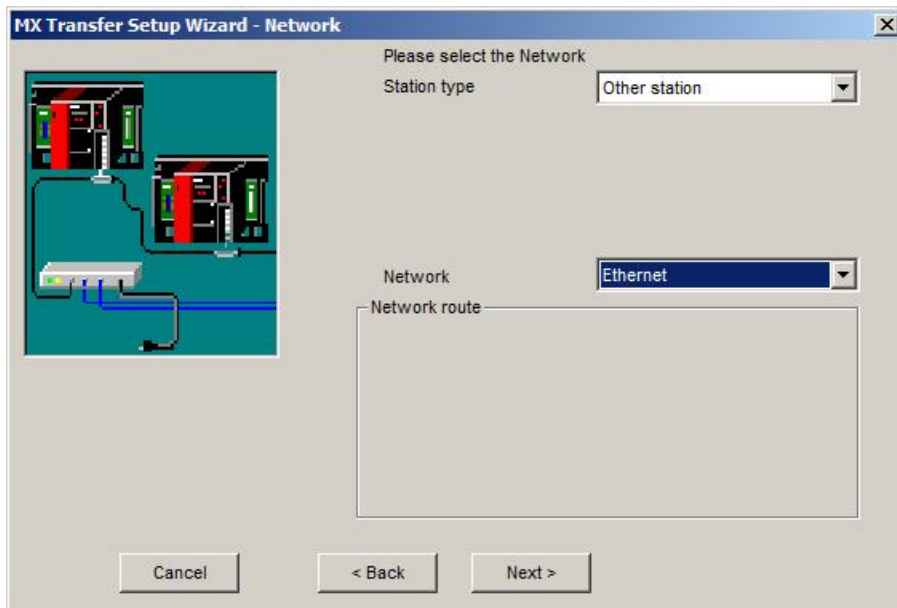 MX Transfer Setup Wizard - Network
Please select the Network
Station type
Other station
Network
Ethernet
Network route
Cancel
< Back
Next >